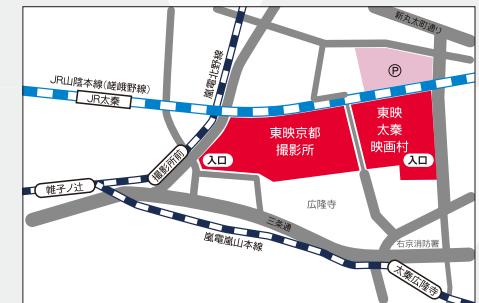 新丸太町通り
嵐電北野線
JR山陰本線(嵯峨野線)
JR太秦
P
東映京都
撮影所
東映
太秦
映画村
入口
入口
撮影所前
帷子ノ辻
広隆寺
三条通
右京消防署
嵐電嵐山本線
太秦広隆寺